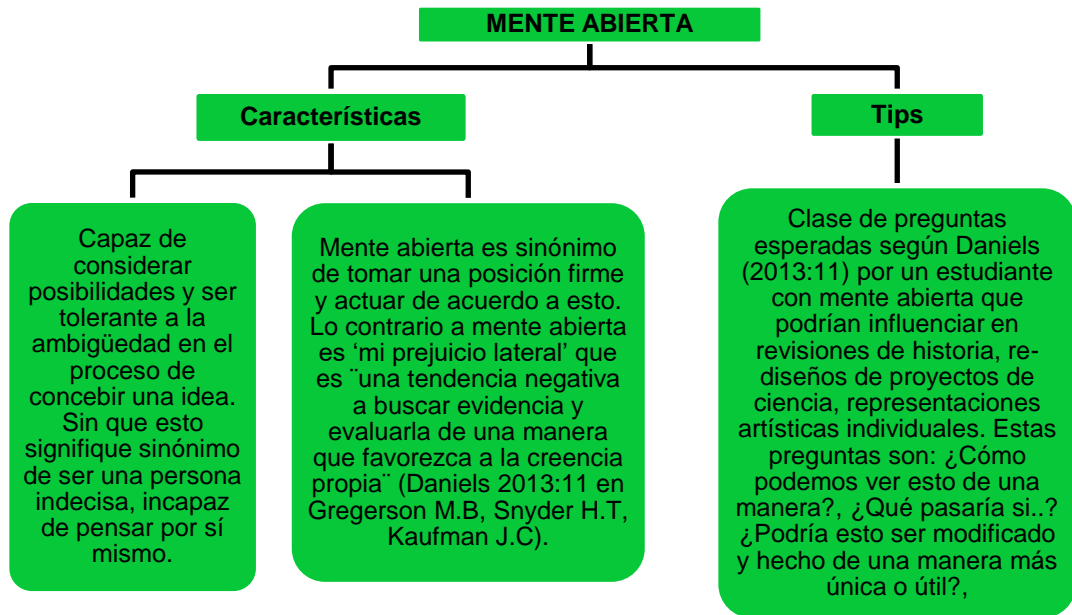 MENTE ABIERTA
Características
Tips
Capaz de
considerar
posibilidades y ser
tolerante a la
ambigüedad en el
proceso de
concebir una idea.
Sin que esto
signifique sinónimo
de ser una persona
indecisa, incapaz
de pensar por sí
mismo.
Mente abierta es sinónimo
de tomar una posición firme
y actuar de acuerdo a esto.
Lo contrario a mente abierta
es ‘mi prejuicio lateral’ que
es ¨una tendencia negativa
a buscar evidencia y
evaluarla de una manera
que favorezca a la creencia
propia¨ (Daniels 2013:11 en
Gregerson M.B, Snyder H.T,
Kaufman J.C).
Clase de preguntas
esperadas según Daniels
(2013:11) por un estudiante
con mente abierta que
podrían influenciar en
revisiones de historia, re-
diseños de proyectos de
ciencia, representaciones
artísticas individuales. Estas
preguntas son: ¿Cómo
podemos ver esto de una
manera?, ¿Qué pasaría si..?
¿Podría esto ser modificado
y hecho de una manera más
única o útil?,